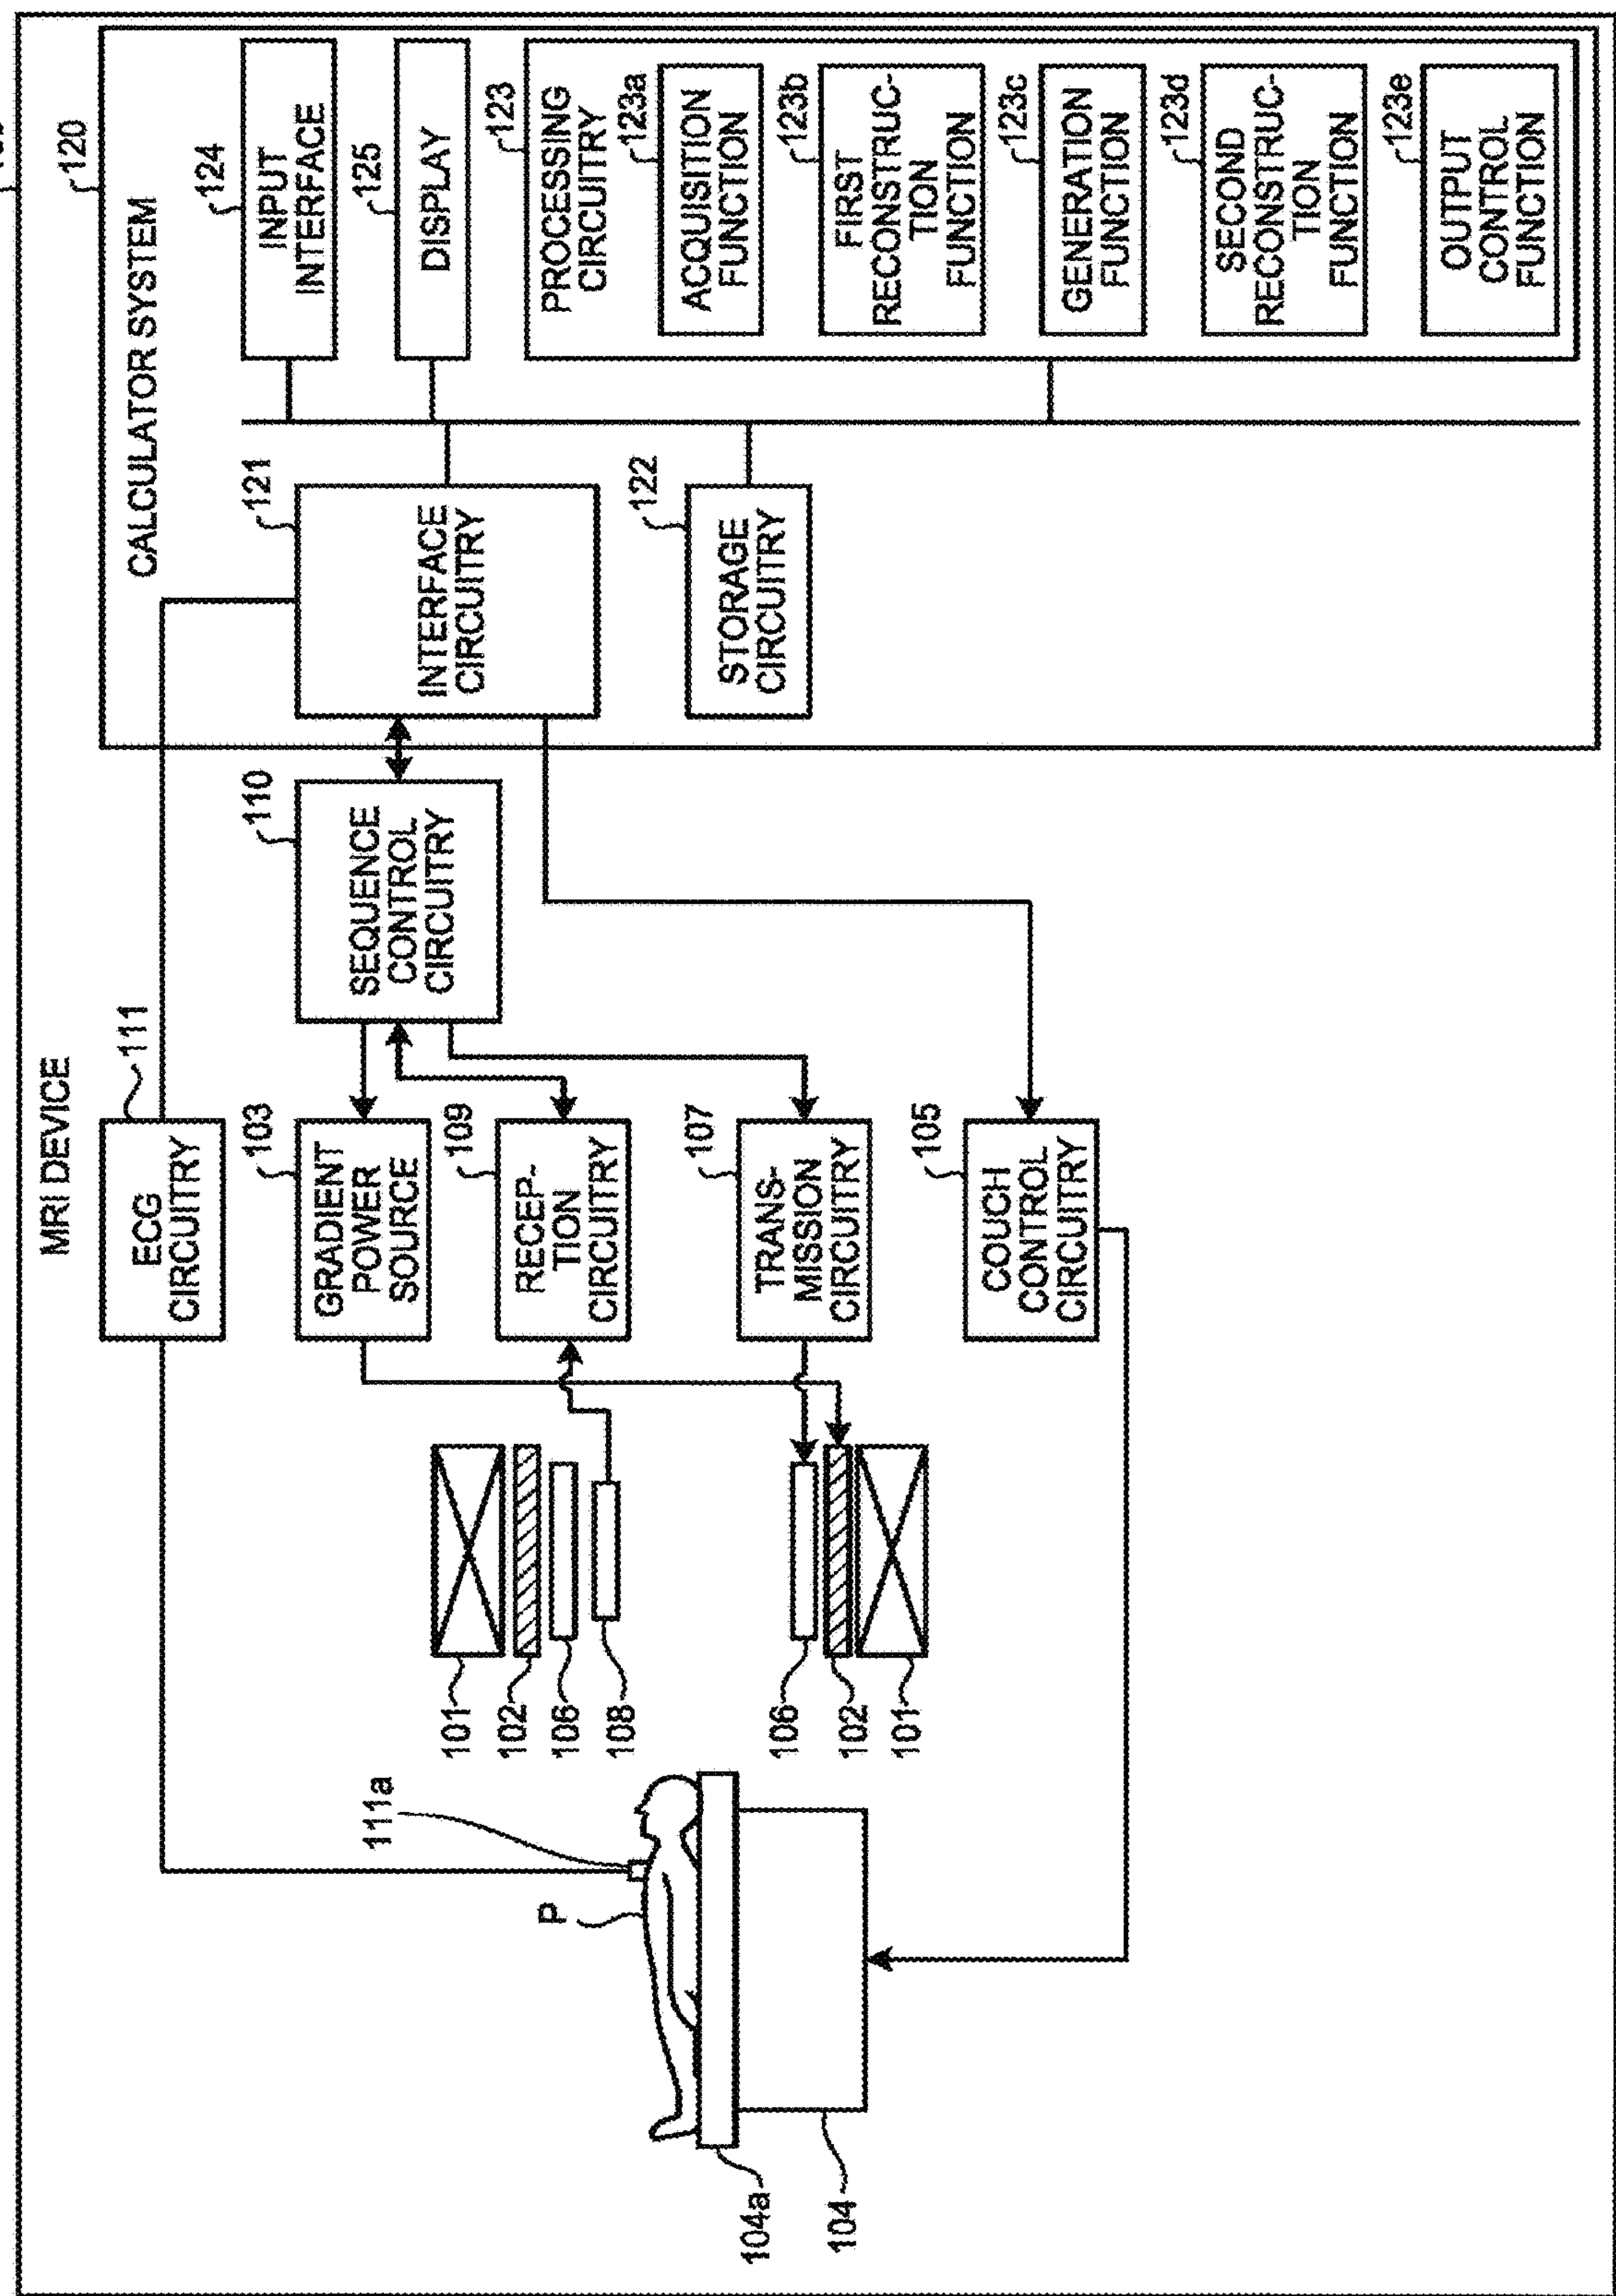 MRI DEVICE
120
CALCULATOR SYSTEM
111
ECG
CIRCUITRY
124
INPUT
INTERFACE
103
GRADIENT
POWER
SOURCE
110
SEQUENCE
CONTROL
CIRCUITRY
121
INTERFACE
CIRCUITRY
125
DISPLAY
109
RECEP-
TION
CIRCUITRY
123
PROCESSING
CIRCUITRY
123a
ACQUISITION
FUNCTION
107
TRANS-
MISSION
CIRCUITRY
122
STORAGE
CIRCUITRY
123b
FIRST
RECONSTRUC-
TION
FUNCTION
105
COUCH
CONTROL
CIRCUITRY
123c
GENERATION
FUNCTION
123d
SECOND
RECONSTRUC-
TION
FUNCTION
123e
OUTPUT
CONTROL
FUNCTION
111a
P
101
102
106
108
106
102
101
104a
104